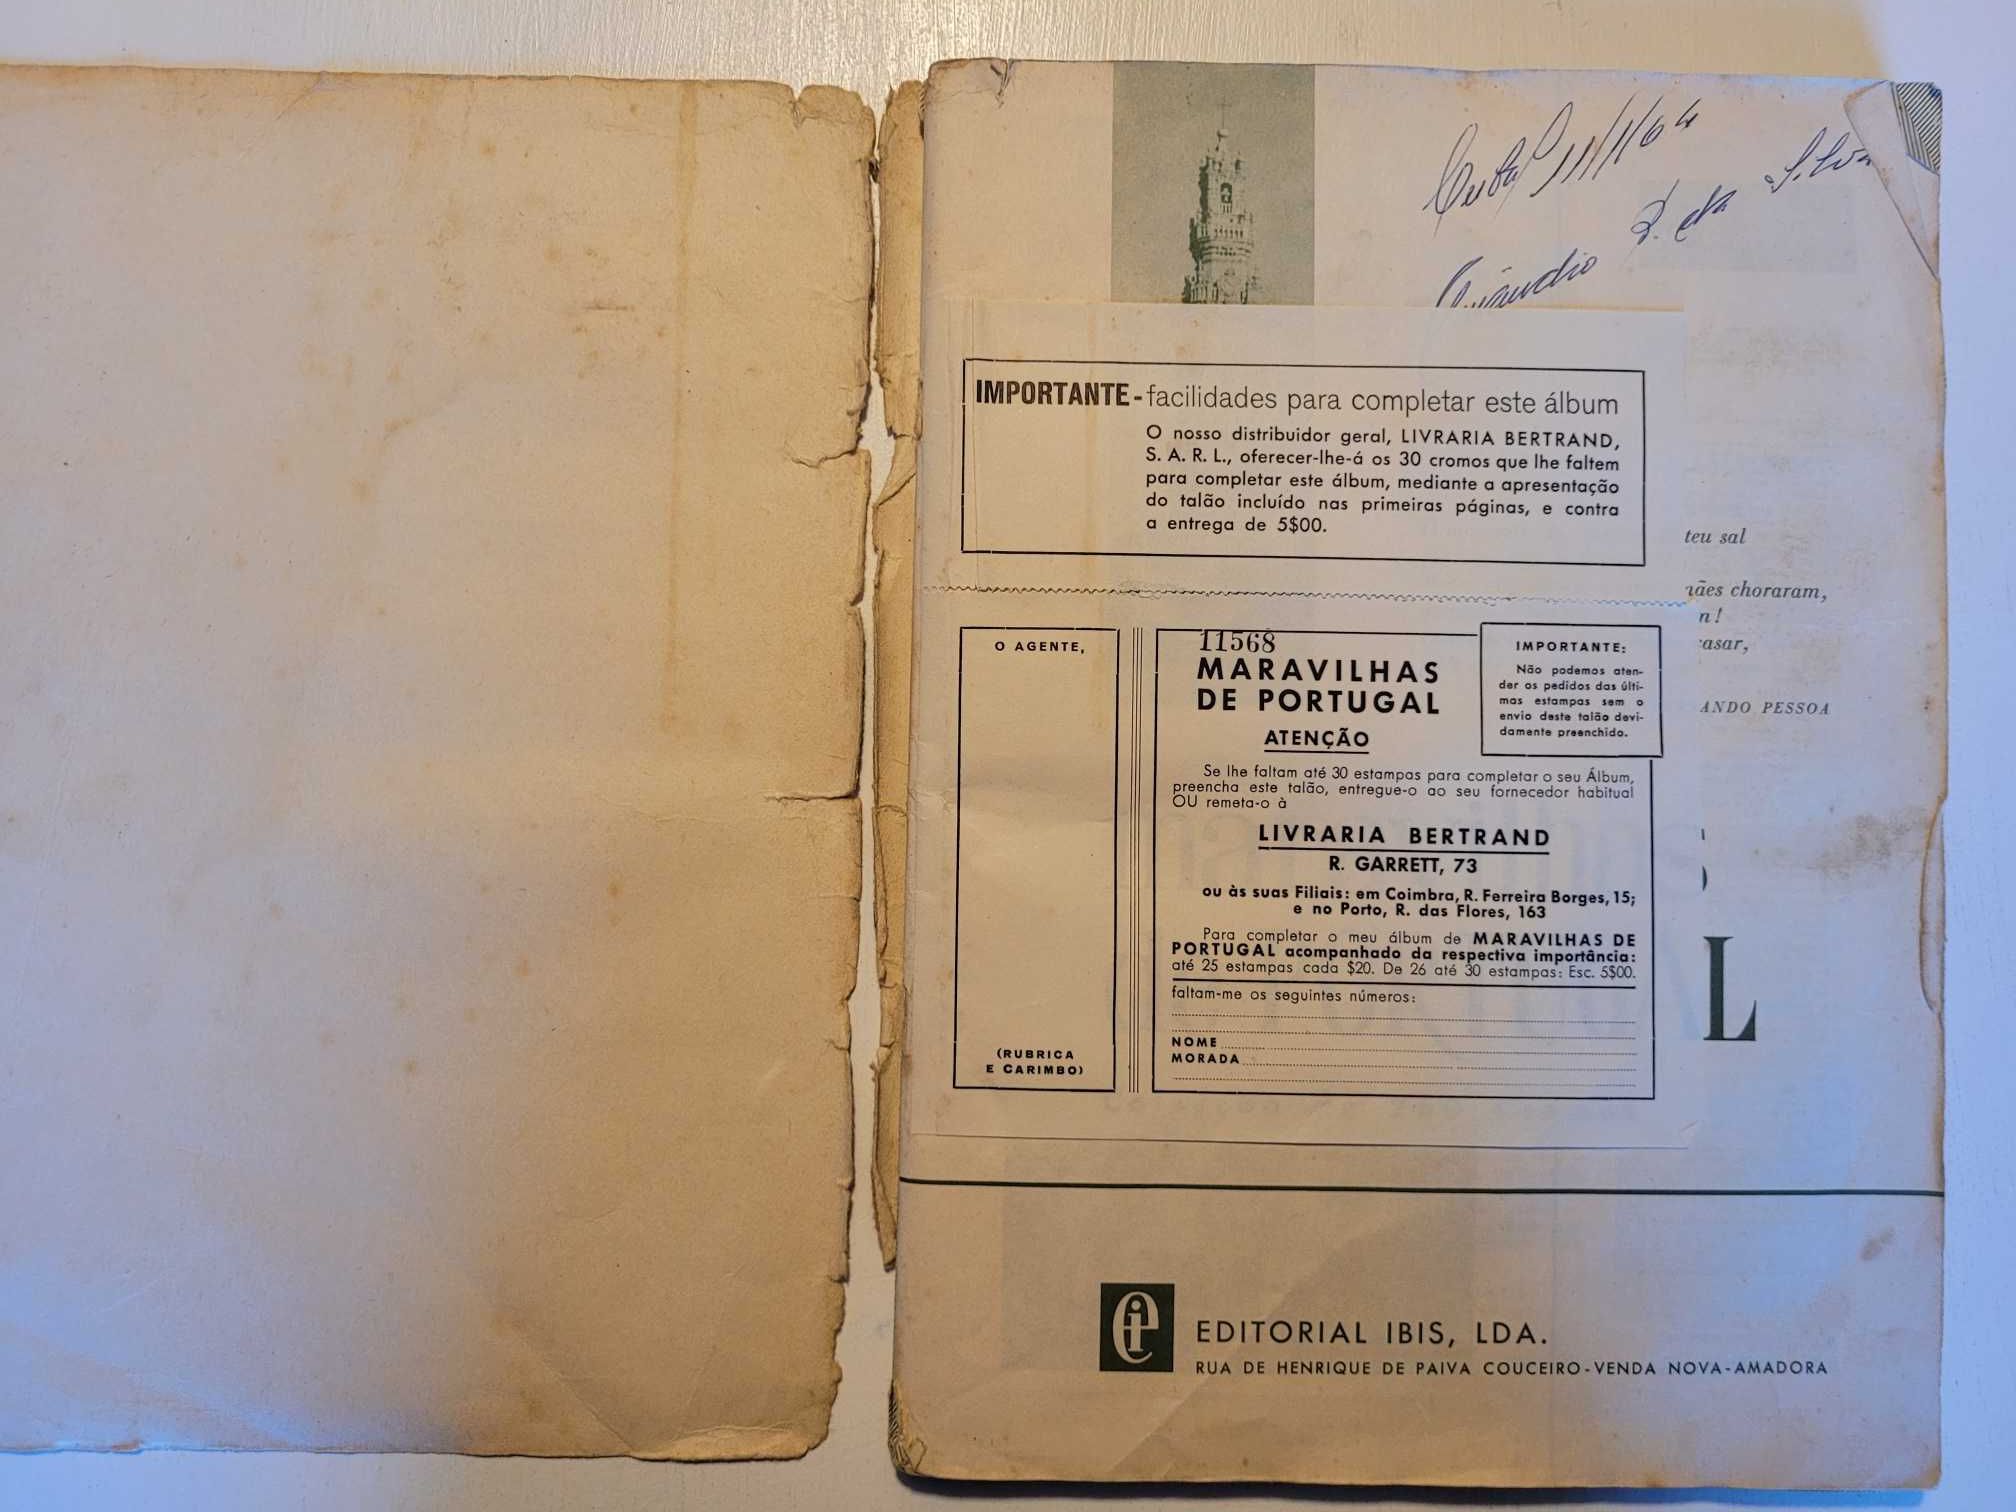 11/1/64
Cláudio R. da Silva
IMPORTANTE - facilidades para completar este álbum
O nosso distribuidor geral, LIVRARIA BERTRAND,
S. A. R. L., oferecer-lhe-á os 30 cromos que lhe faltem
para completar este álbum, mediante a apresentação
do talão incluído nas primeiras páginas, e contra
a entrega de 5$00.
teu sal
mães choraram,
n!
casar,
ANDO PESSOA
O AGENTE,
(RUBRICA
E CARIMBO)
11568
MARAVILHAS
DE PORTUGAL
ATENÇÃO
IMPORTANTE:
Não podemos aten-
der os pedidos das últi-
mas estampas sem o
envio deste talão devi-
damente preenchido.
Se lhe faltam até 30 estampas para completar o seu Álbum,
preencha este talão, entregue-o ao seu fornecedor habitual
OU remeta-o à
LIVRARIA BERTRAND
R. GARRETT, 73
ou às suas Filiais: em Coimbra, R. Ferreira Borges, 15;
e no Porto, R. das Flores, 163
Para completar o meu álbum de MARAVILHAS DE
PORTUGAL acompanhado da respectiva importância:
até 25 estampas cada $20. De 26 até 30 estampas: Esc. 5$00.
faltam-me os seguintes números:
NOME
MORADA
L
EDITORIAL IBIS, LDA.
RUA DE HENRIQUE DE PAIVA COUCEIRO-VENDA NOVA-AMADORA